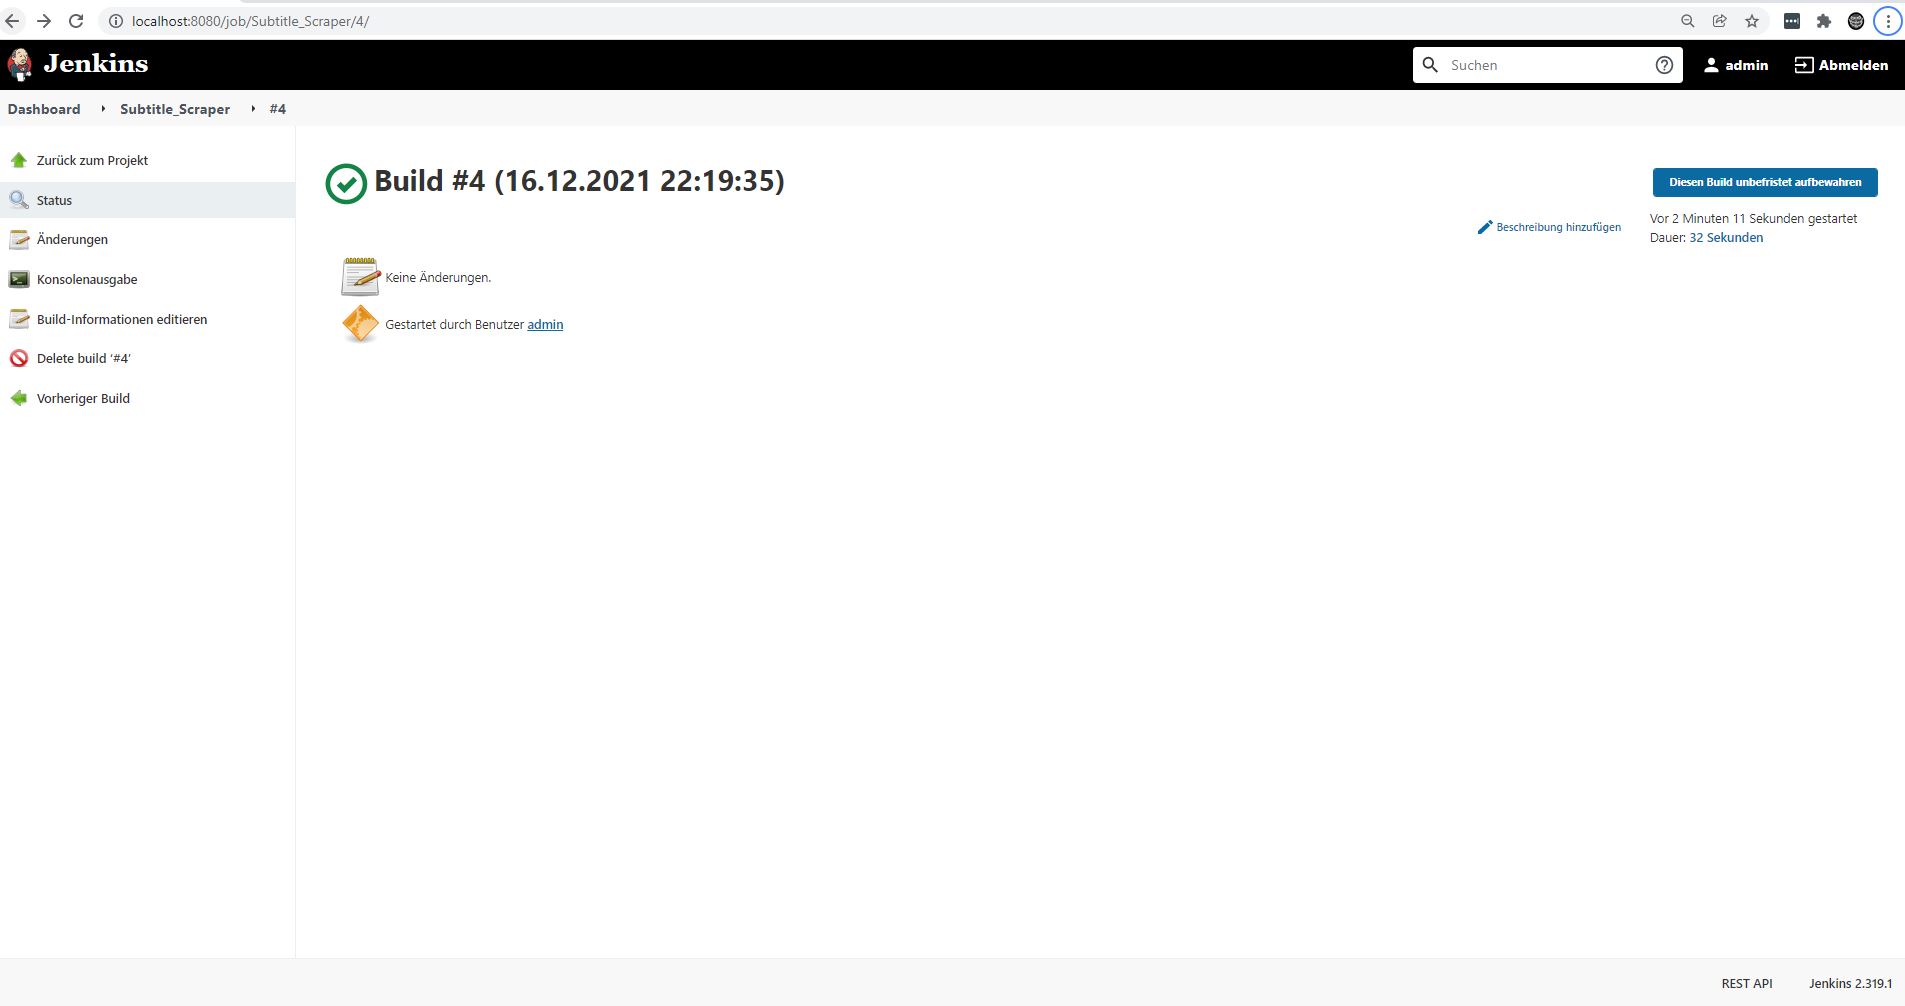 localhost:8080/job/Subtitle_Scraper/4/
Jenkins
Suchen
admin
Abmelden
Dashboard Subtitle_Scraper #4
Zurück zum Projekt
Status
Änderungen
Konsolenausgabe
Build-Informationen editieren
Delete build ‘#4’
Vorheriger Build
Build #4 (16.12.2021 22:19:35)
Diesen Build unbefristet aufbewahren
Beschreibung hinzufügen
Vor 2 Minuten 11 Sekunden gestartet
Dauer: 32 Sekunden
Keine Änderungen.
Gestartet durch Benutzer admin
REST API
Jenkins 2.319.1